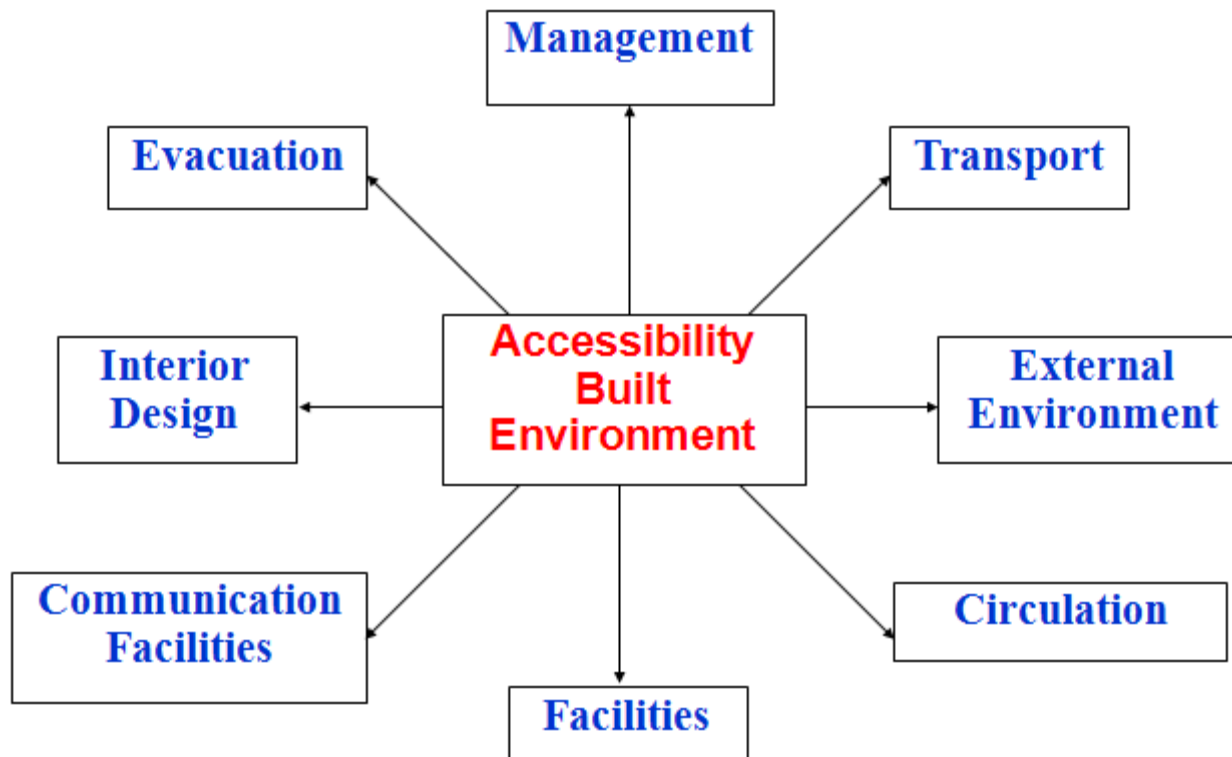 Management
Evacuation
Transport
Accessibility
Built
Environment
Interior
Design
External
Environment
Communication
Facilities
Circulation
Facilities